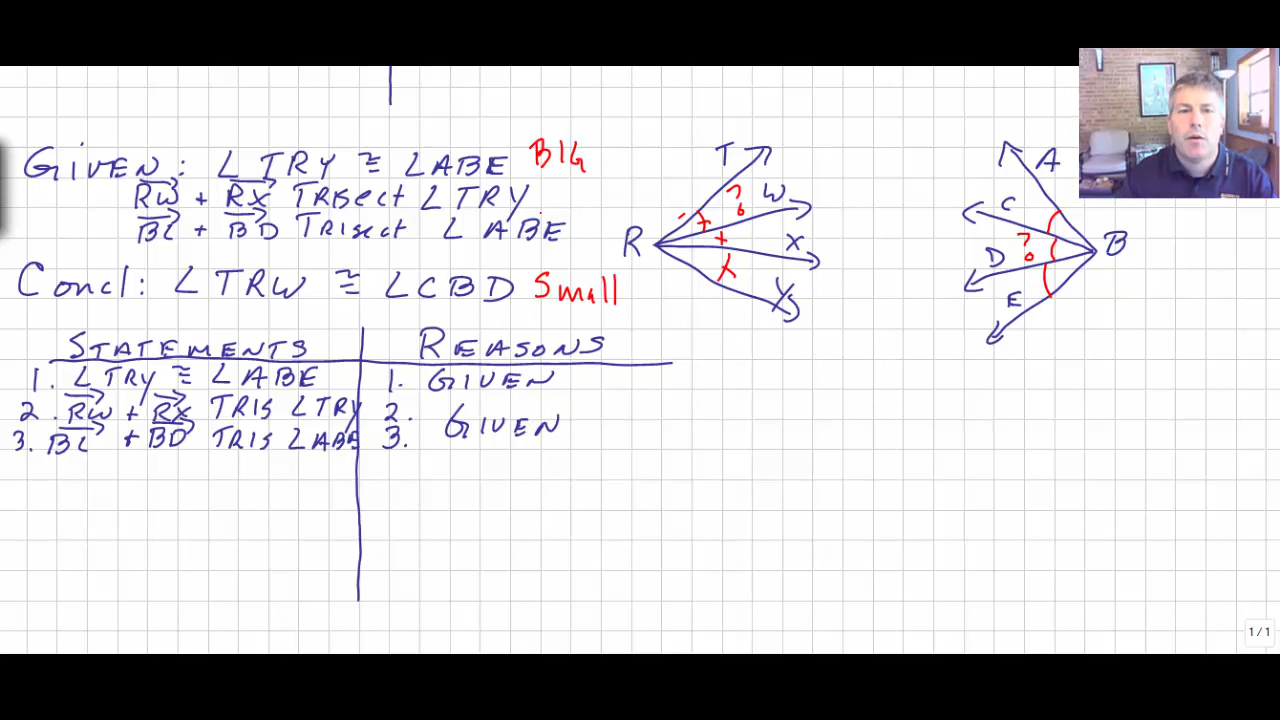 GIVEN: ∠TRY ≅ ∠ABE BIG
RW + RX TRIsect ∠TRY
BC + BD TRIsect ∠ABE
Concl: ∠TRW ≅ ∠CBD Small
STATEMENTS REASONS
1. ∠TRY ≅ ∠ABE 1. GIVEN
2. RW + RX TRIS ∠TRY 2.
3. BC + BD TRIS ∠ABE 3. GIVEN
T
W
R
X
Y
?
A
C
B
D
E
?
1/1